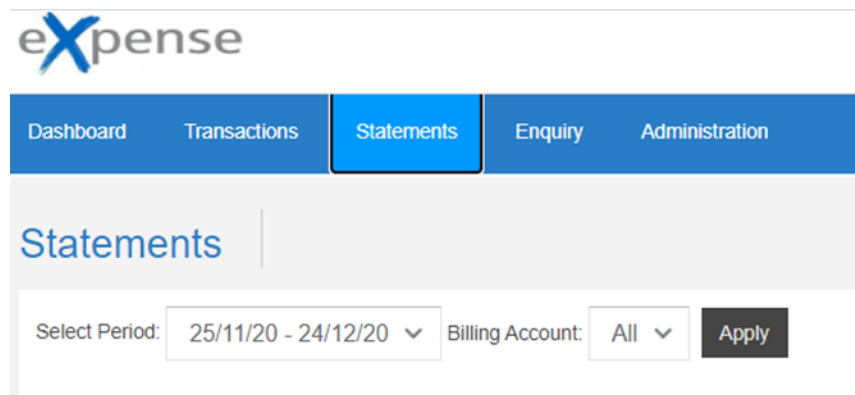 eXpense
Dashboard Transactions Statements Enquiry Administration
Statements
Select Period: 25/11/20 - 24/12/20 Billing Account: All Apply